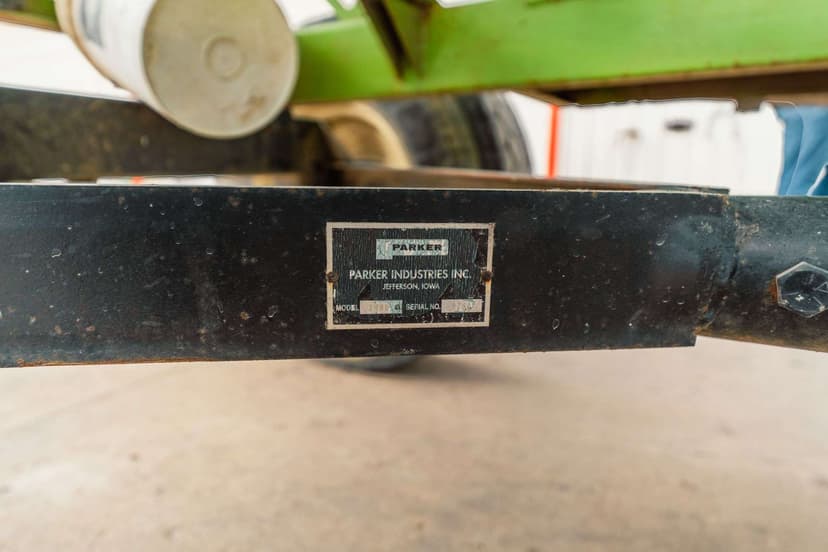 PARKER
PARKER INDUSTRIES INC.
JEFFERSON, IOWA
MODEL SERIAL NO.